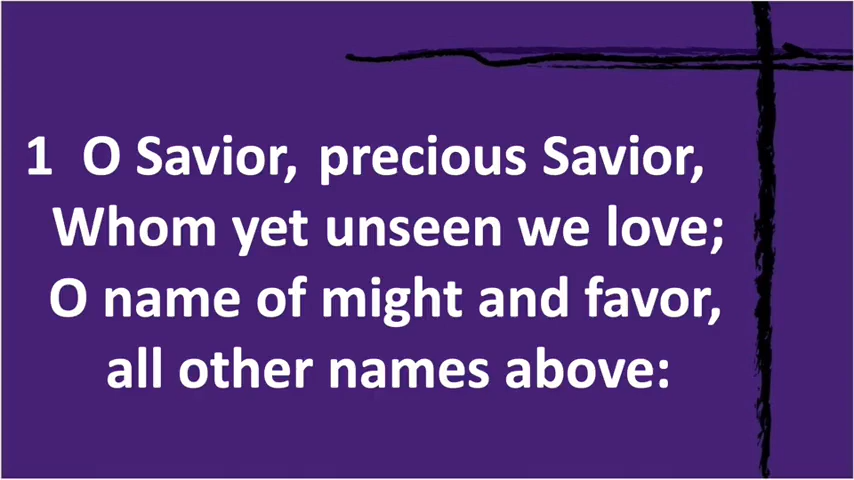 1 O Savior, precious Savior,
Whom yet unseen we love;
O name of might and favor,
all other names above: